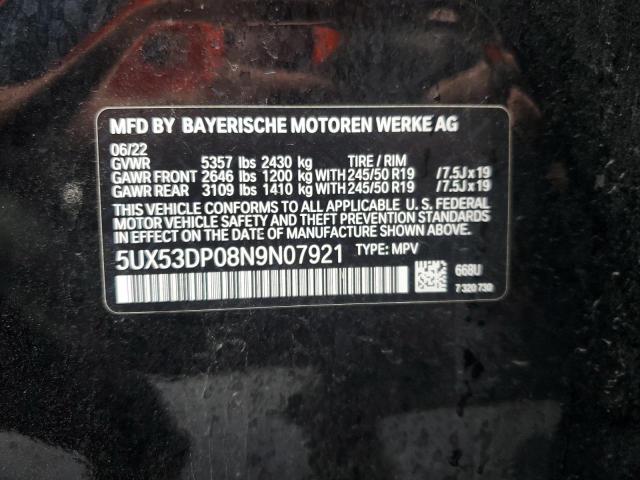 MFD BY BAYERISCHE MOTOREN WERKE AG
06/22
GVWR 5357 lbs 2430 kg TIRE / RIM
GAWR FRONT 2646 lbs 1200 kg WITH 245/50 R19 /7.5J x 19
GAWR REAR 3109 lbs 1410 kg WITH 245/50 R19 /7.5J x 19
THIS VEHICLE CONFORMS TO ALL APPLICABLE U. S. FEDERAL
MOTOR VEHICLE SAFETY AND THEFT PREVENTION
STANDARDS IN EFFECT ON THE DATE OF MANUFACTURE SHOWN ABOVE.
5UX53DP08N9N07921 TYPE: MPV
668U
7 320 730